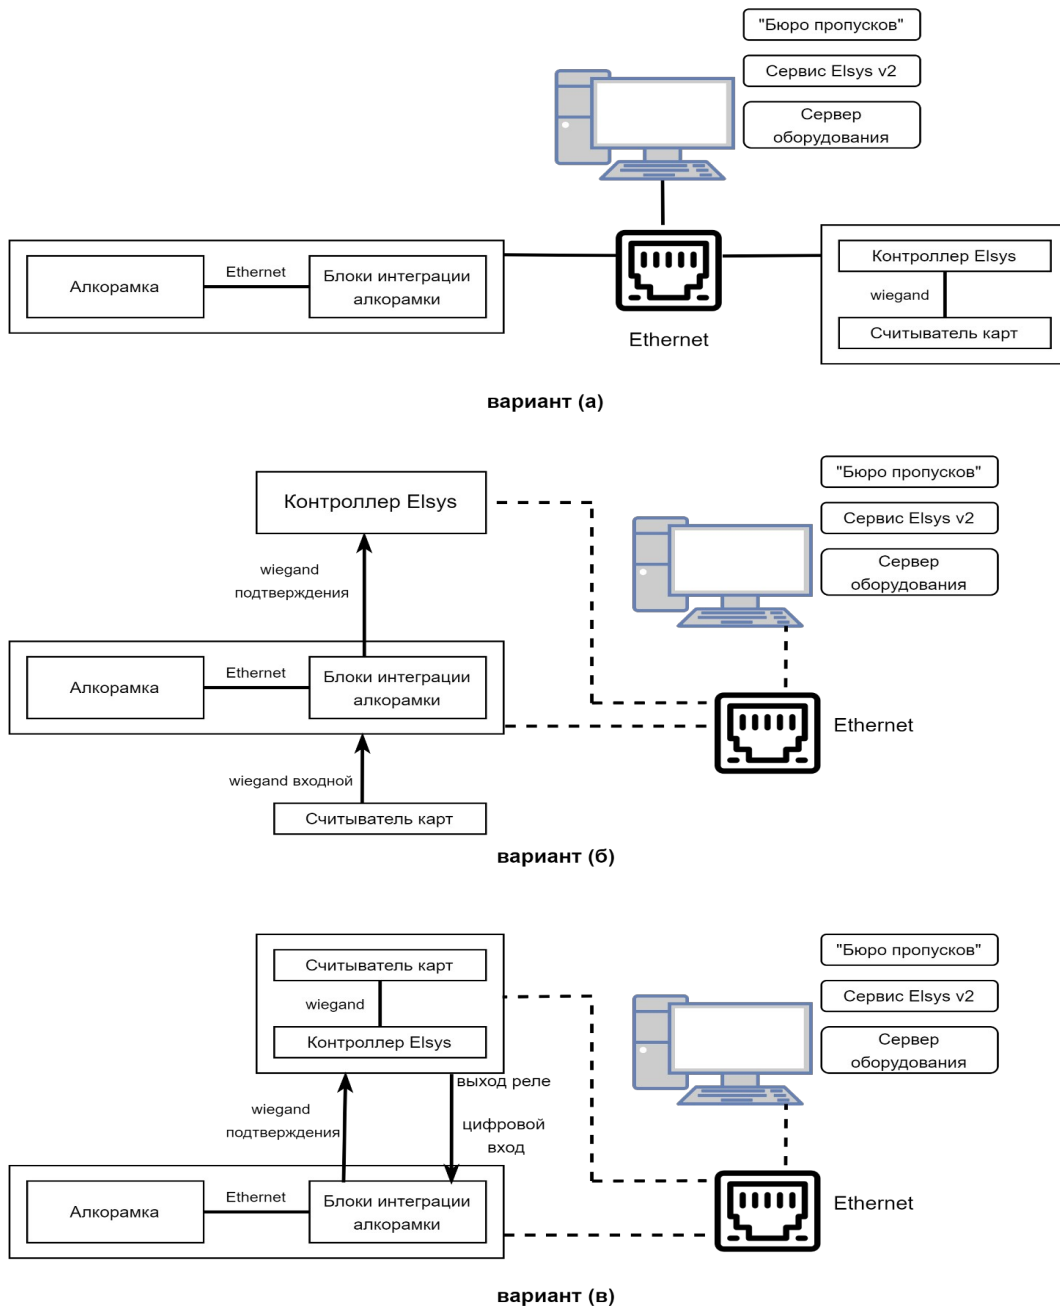 "Бюро пропусков"
Сервис Elsys v2
Сервер
оборудования
Алкорамка
Ethernet
Блоки интеграции
алкорамки
Ethernet
Контроллер Elsys
wiegand
Считыватель карт
вариант (а)
Контроллер Elsys
"Бюро пропусков"
Сервис Elsys v2
Сервер
оборудования
wiegand
подтверждения
Алкорамка
Ethernet
Блоки интеграции
алкорамки
Ethernet
wiegand входной
Считыватель карт
вариант (б)
Считыватель карт
wiegand
Контроллер Elsys
"Бюро пропусков"
Сервис Elsys v2
Сервер
оборудования
wiegand
подтверждения
выход реле
цифровой
вход
Алкорамка
Ethernet
Блоки интеграции
алкорамки
Ethernet
вариант (в)